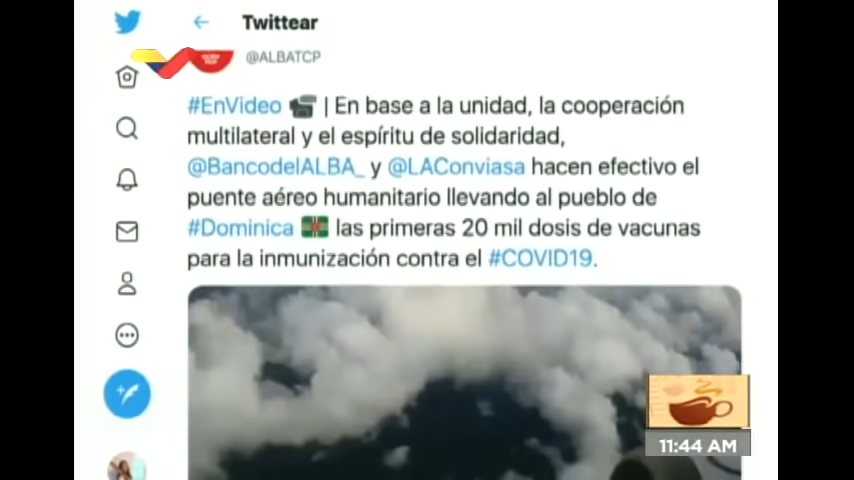 Twittear
@ALBATCP
#EnVideo | En base a la unidad, la cooperación
multilateral y el espíritu de solidaridad,
@BancodelALBA_ y @LAConviasa hacen efectivo el
puente aéreo humanitario llevando al pueblo de
#Dominica las primeras 20 mil dosis de vacunas
para la inmunización contra el #COVID19.
11:44 AM